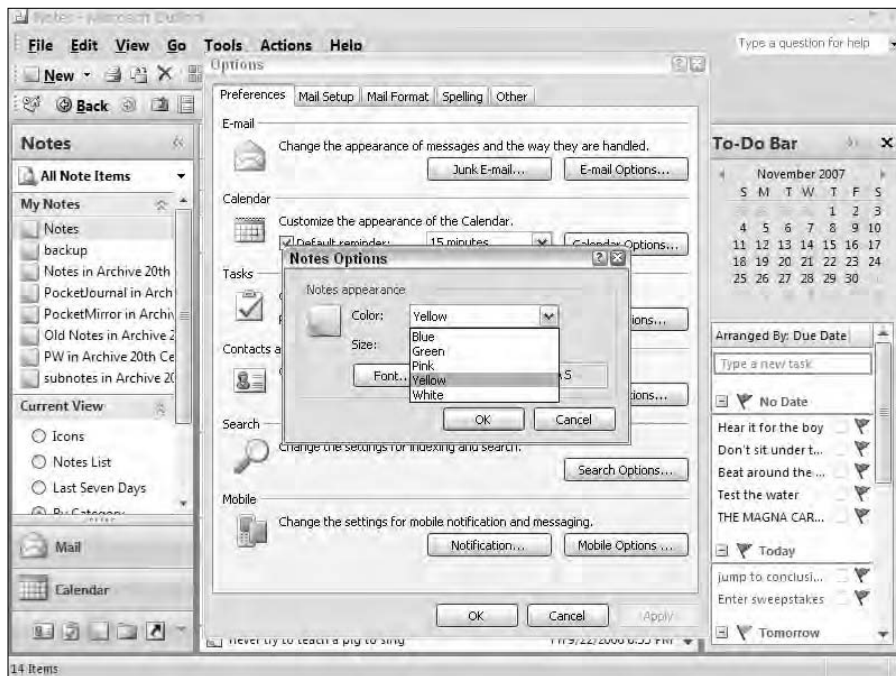 Notes - Microsoft Outlook
File Edit View Go Tools Actions Help
Type a question for help
New
Back
Notes
All Note Items
My Notes
Notes
backup
Notes in Archive 20th
PocketJournal in Arch
PocketMirror in Archiv
Old Notes in Archive 2
PW in Archive 20th Ce
subnotes in Archive 20
Current View
Icons
Notes List
Last Seven Days
By Category
Mail
Calendar
14 Items
Options
Preferences Mail Setup Mail Format Spelling Other
E-mail
Change the appearance of messages and the way they are handled.
Junk E-mail... E-mail Options...
Calendar
Customize the appearance of the Calendar.
Default reminder: 15 minutes Calendar Options...
Tasks
ions...
Contacts a
ions...
Search
Change the settings for indexing and search.
Search Options...
Mobile
Change the settings for mobile notification and messaging.
Notification... Mobile Options ...
OK Cancel Apply
Notes Options
Notes appearance
Color: Yellow
Size:
Blue
Green
Pink
Yellow
White
Font..
OK Cancel
never try to teach a pig to sing
To-Do Bar
November 2007
S M T W T F S
1 2 3
4 5 6 7 8 9 10
11 12 13 14 15 16 17
18 19 20 21 22 23 24
25 26 27 28 29 30
Arranged By: Due Date
Type a new task
No Date
Hear it for the boy
Don't sit under t...
Beat around the ...
Test the water
THE MAGNA CAR...
Today
jump to conclusi...
Enter sweepstakes
Tomorrow